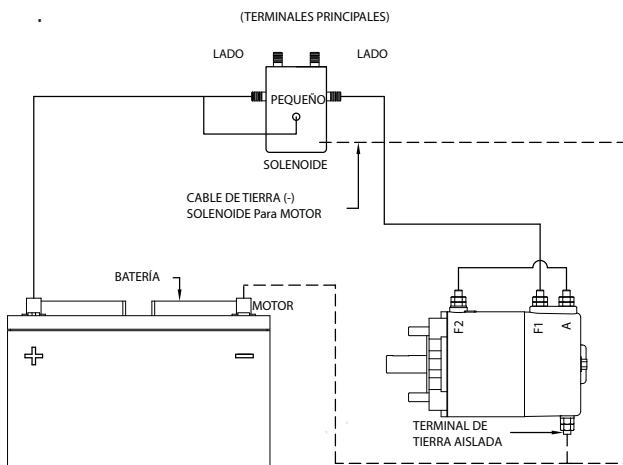 (TERMINALES PRINCIPALES)
LADO
LADO
PEQUEÑO
SOLENOIDE
CABLE DE TIERRA (-)
SOLENOIDE Para MOTOR
BATERÍA
MOTOR
F2
F1
A
TERMINAL DE
TIERRA AISLADA